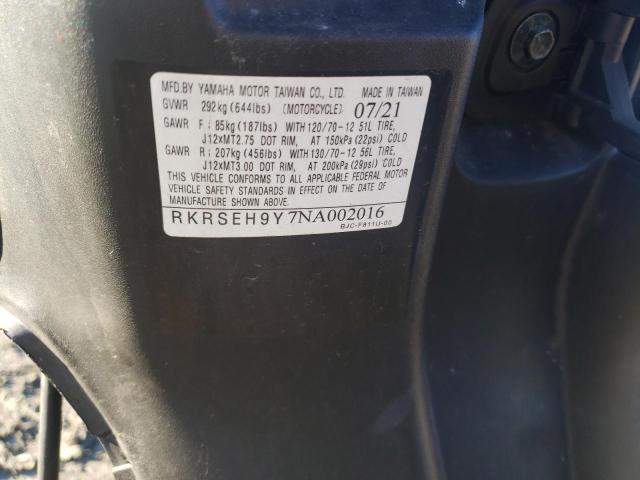 MFD.BY YAMAHA MOTOR TAIWAN CO., LTD. MADE IN TAIWAN
GVWR 292kg (644lbs) (MOTORCYCLE) 07/21
GAWR F : 85kg (187lbs) WITH 120/70-12 51L TIRE,
J12xMT2.75 DOT RIM, AT 150kPa (22psi) COLD
GAWR R : 207kg (456lbs) WITH 130/70-12 56L TIRE,
J12xMT3.00 DOT RIM, AT 200kPa (29psi) COLD
THIS VEHICLE CONFORMS TO ALL APPLICABLE FEDERAL MOTOR
VEHICLE SAFETY STANDARDS IN EFFECT ON THE DATE OF
MANUFACTURE SHOWN ABOVE.
RKRSEH9Y7NA002016
BJC-F811U-00